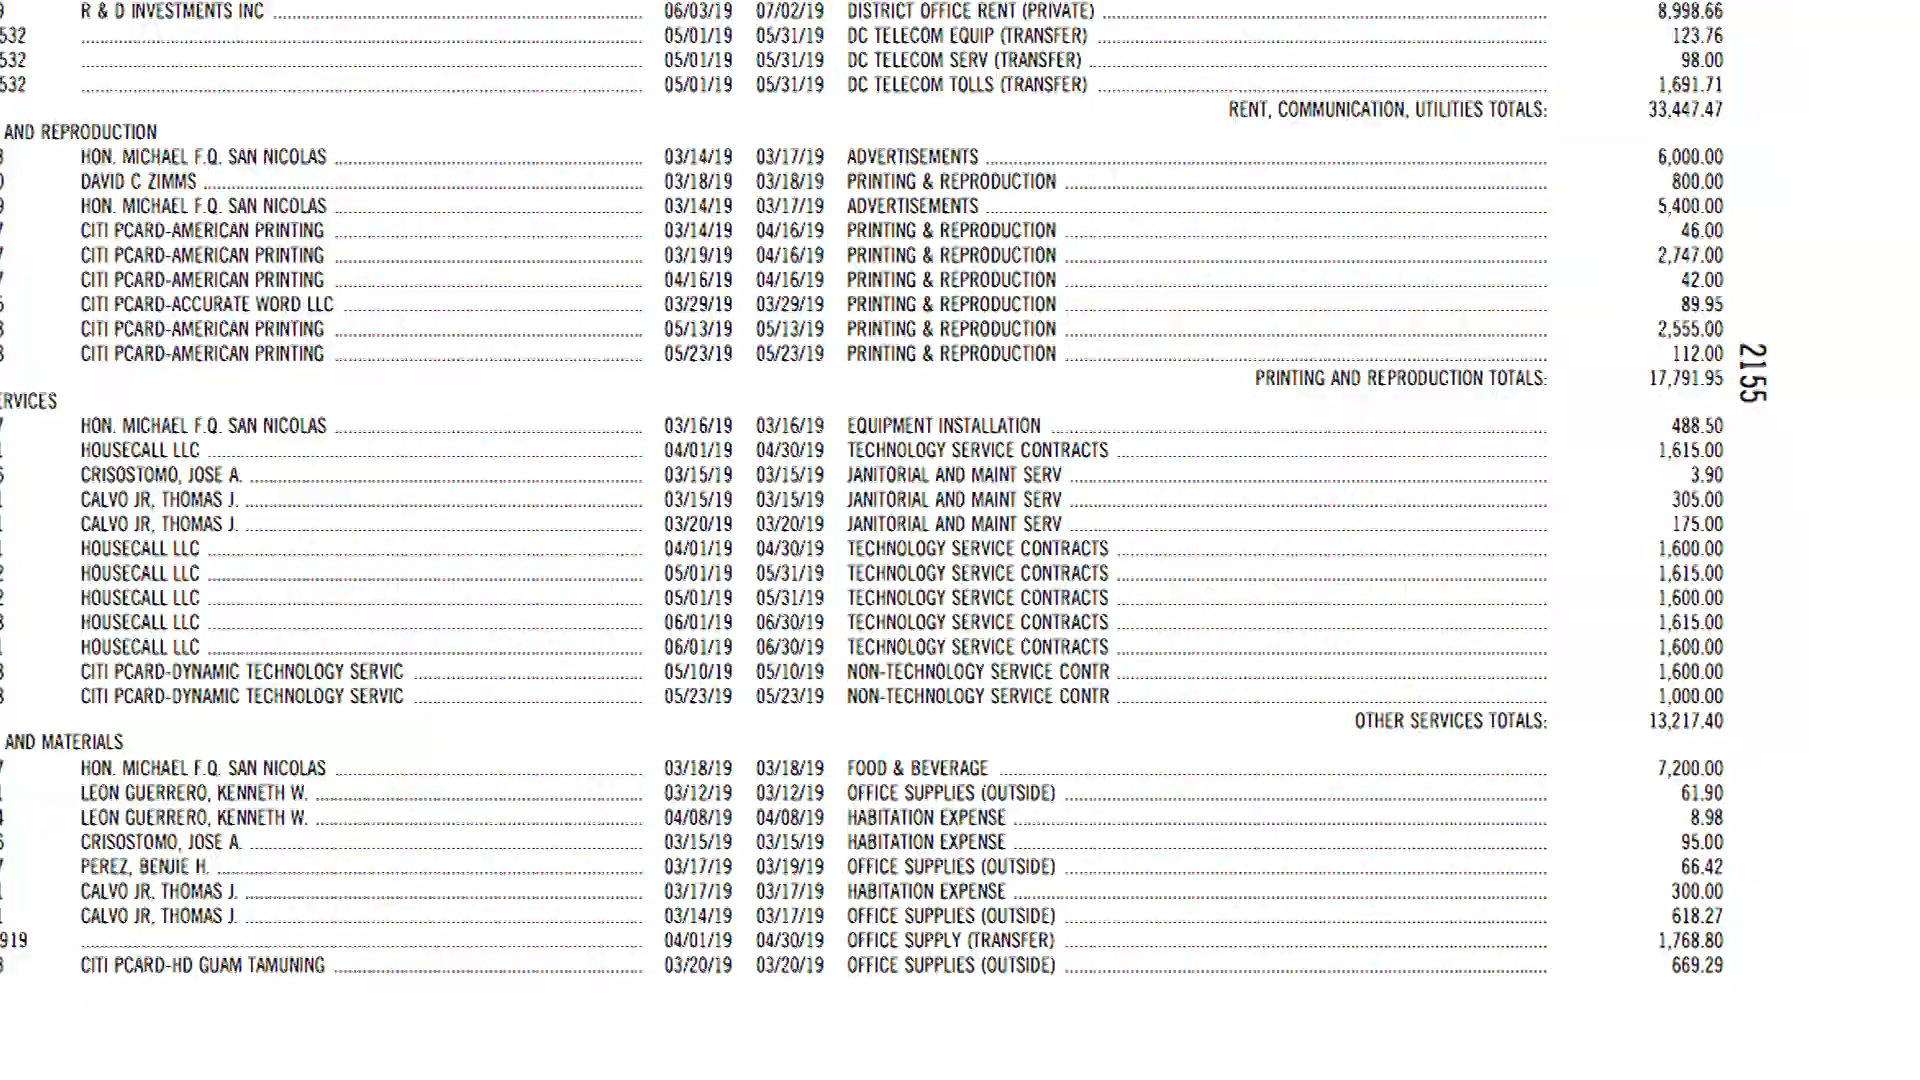 9 R & D INVESTMENTS INC 06/03/19 07/02/19 DISTRICT OFFICE RENT (PRIVATE) 8,998.66
532 05/01/19 05/31/19 DC TELECOM EQUIP (TRANSFER) 123.76
532 05/01/19 05/31/19 DC TELECOM SERV (TRANSFER) 98.00
532 05/01/19 05/31/19 DC TELECOM TOLLS (TRANSFER) 1,691.71
RENT, COMMUNICATION, UTILITIES TOTALS: 33,447.47
AND REPRODUCTION
3 HON. MICHAEL F.Q. SAN NICOLAS 03/14/19 03/17/19 ADVERTISEMENTS 6,000.00
0 DAVID C ZIMMS 03/18/19 03/18/19 PRINTING & REPRODUCTION 800.00
9 HON. MICHAEL F.Q. SAN NICOLAS 03/14/19 03/17/19 ADVERTISEMENTS 5,400.00
7 CITI PCARD-AMERICAN PRINTING 03/14/19 04/16/19 PRINTING & REPRODUCTION 46.00
7 CITI PCARD-AMERICAN PRINTING 03/19/19 04/16/19 PRINTING & REPRODUCTION 2,747.00
7 CITI PCARD-AMERICAN PRINTING 04/16/19 04/16/19 PRINTING & REPRODUCTION 42.00
CITI PCARD-ACCURATE WORD LLC 03/29/19 03/29/19 PRINTING & REPRODUCTION 89.95
CITI PCARD-AMERICAN PRINTING 05/13/19 05/13/19 PRINTING & REPRODUCTION 2,555.00
CITI PCARD-AMERICAN PRINTING 05/23/19 05/23/19 PRINTING & REPRODUCTION 112.00
PRINTING AND REPRODUCTION TOTALS: 17,791.95
2155
ERVICES
7 HON. MICHAEL F.Q. SAN NICOLAS 03/16/19 03/16/19 EQUIPMENT INSTALLATION 488.50
HOUSECALL LLC 04/01/19 04/30/19 TECHNOLOGY SERVICE CONTRACTS 1,615.00
CRISOSTOMO, JOSE A. 03/15/19 03/15/19 JANITORIAL AND MAINT SERV 3.90
CALVO JR, THOMAS J. 03/15/19 03/15/19 JANITORIAL AND MAINT SERV 305.00
CALVO JR, THOMAS J. 03/20/19 03/20/19 JANITORIAL AND MAINT SERV 175.00
HOUSECALL LLC 04/01/19 04/30/19 TECHNOLOGY SERVICE CONTRACTS 1,600.00
HOUSECALL LLC 05/01/19 05/31/19 TECHNOLOGY SERVICE CONTRACTS 1,615.00
HOUSECALL LLC 05/01/19 05/31/19 TECHNOLOGY SERVICE CONTRACTS 1,600.00
HOUSECALL LLC 06/01/19 06/30/19 TECHNOLOGY SERVICE CONTRACTS 1,615.00
HOUSECALL LLC 06/01/19 06/30/19 TECHNOLOGY SERVICE CONTRACTS 1,600.00
CITI PCARD-DYNAMIC TECHNOLOGY SERVIC 05/10/19 05/10/19 NON-TECHNOLOGY SERVICE CONTR 1,600.00
CITI PCARD-DYNAMIC TECHNOLOGY SERVIC 05/23/19 05/23/19 NON-TECHNOLOGY SERVICE CONTR 1,000.00
OTHER SERVICES TOTALS: 13,217.40
AND MATERIALS
7 HON. MICHAEL F.Q. SAN NICOLAS 03/18/19 03/18/19 FOOD & BEVERAGE 7,200.00
LEON GUERRERO, KENNETH W. 03/12/19 03/12/19 OFFICE SUPPLIES (OUTSIDE) 61.90
LEON GUERRERO, KENNETH W. 04/08/19 04/08/19 HABITATION EXPENSE 8.98
CRISOSTOMO, JOSE A. 03/15/19 03/15/19 HABITATION EXPENSE 95.00
7 PEREZ, BENJIE H. 03/17/19 03/19/19 OFFICE SUPPLIES (OUTSIDE) 66.42
CALVO JR, THOMAS J. 03/17/19 03/17/19 HABITATION EXPENSE 300.00
CALVO JR, THOMAS J. 03/14/19 03/17/19 OFFICE SUPPLIES (OUTSIDE) 618.27
919 04/01/19 04/30/19 OFFICE SUPPLY (TRANSFER) 1,768.80
CITI PCARD-HD GUAM TAMUNING 03/20/19 03/20/19 OFFICE SUPPLIES (OUTSIDE) 669.29